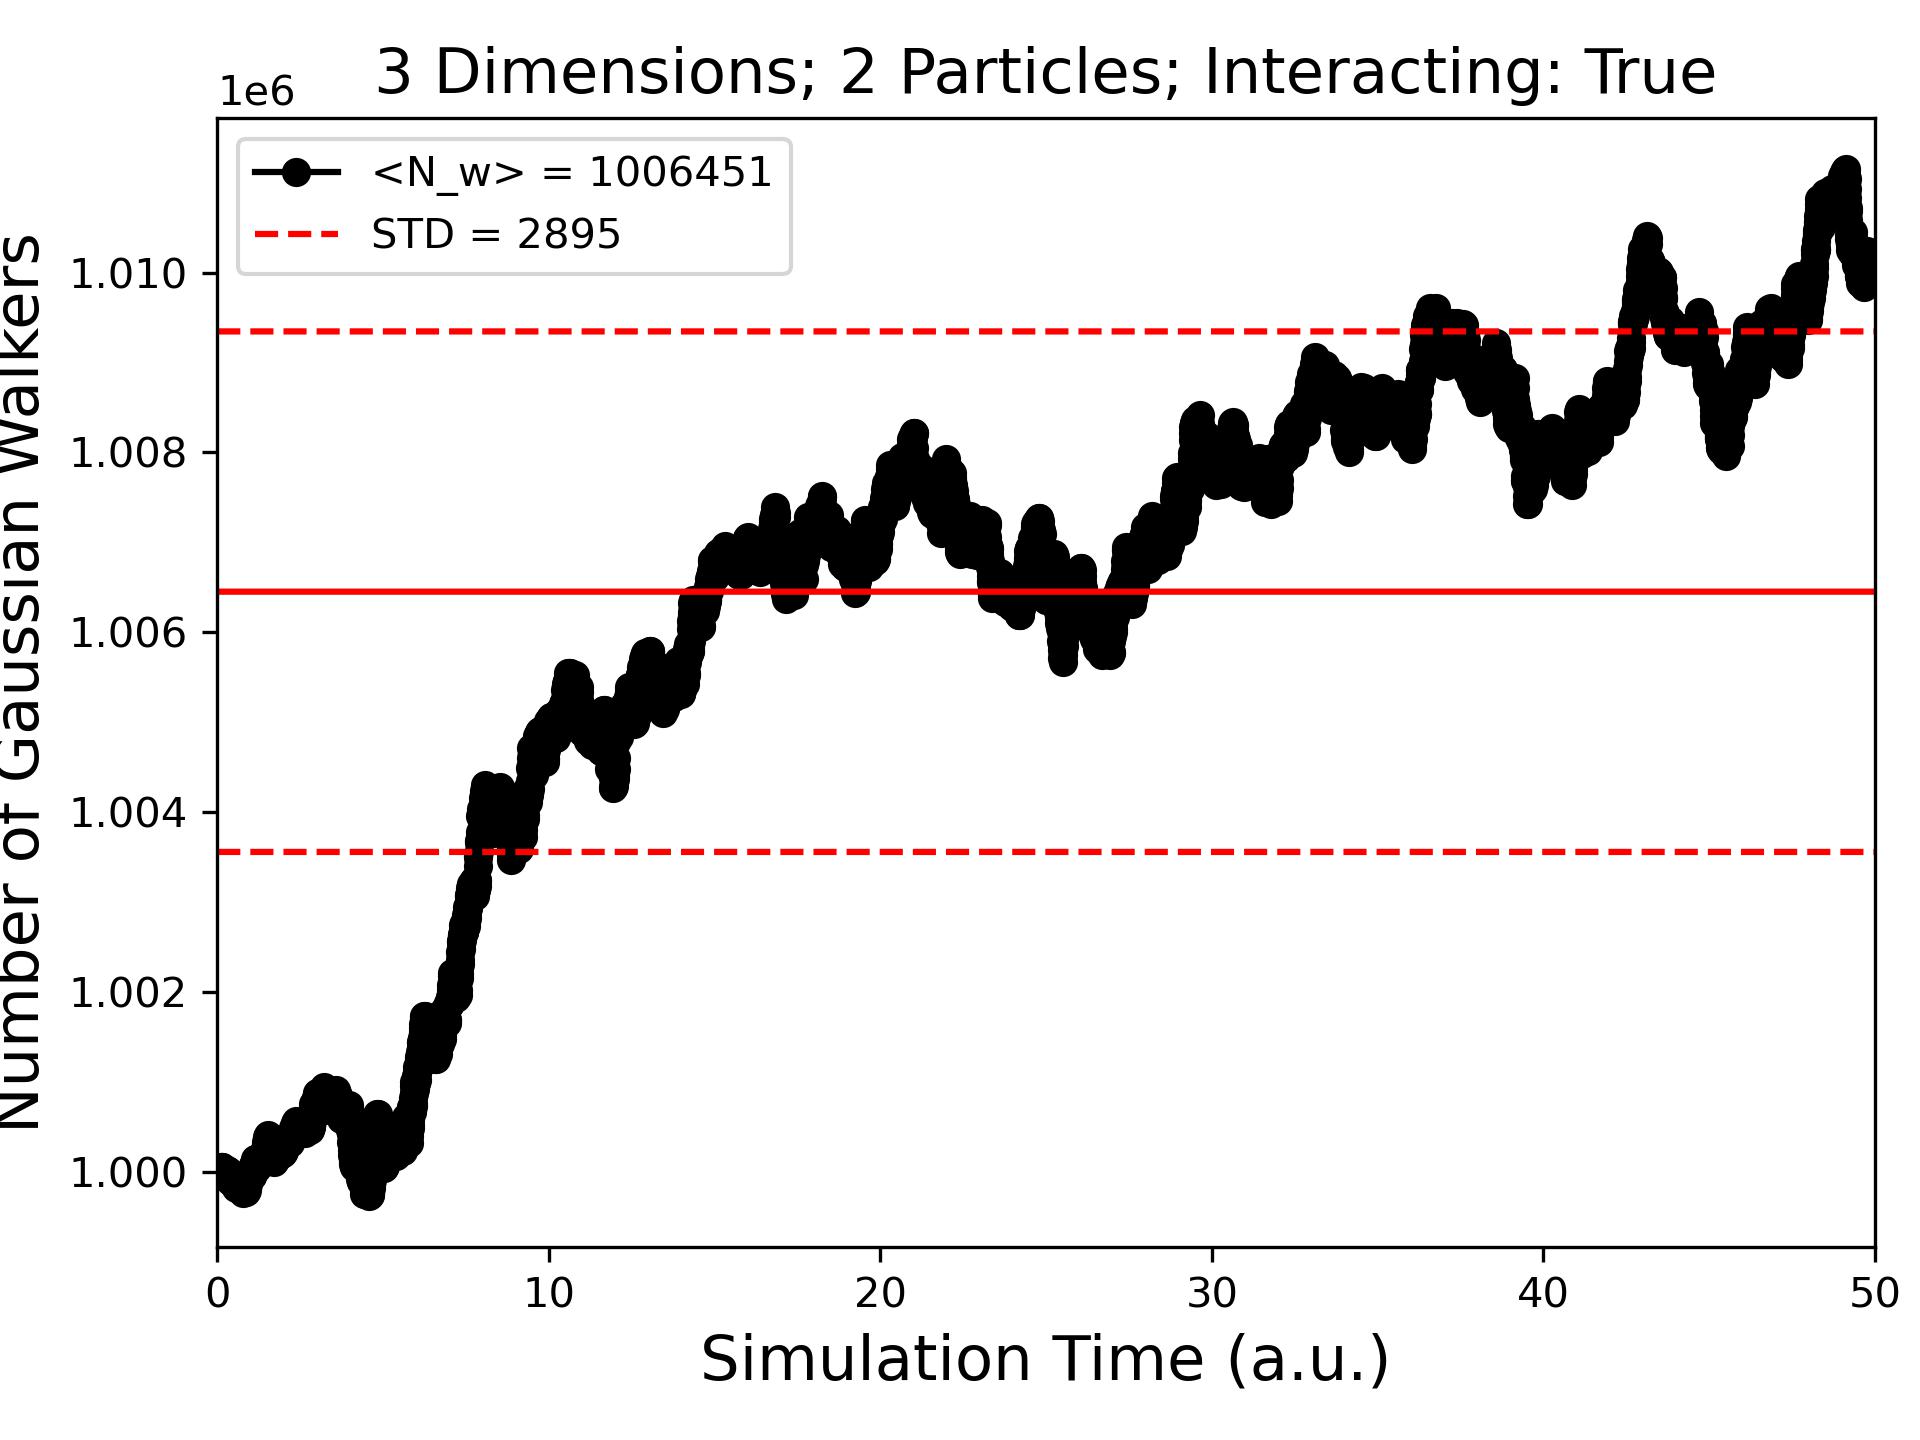 3 Dimensions; 2 Particles; Interacting: True
1e6
<N_w> = 1006451
STD = 2895
Number of Gaussian Walkers
1.010
1.008
1.006
1.004
1.002
1.000
0 10 20 30 40 50
Simulation Time (a.u.)